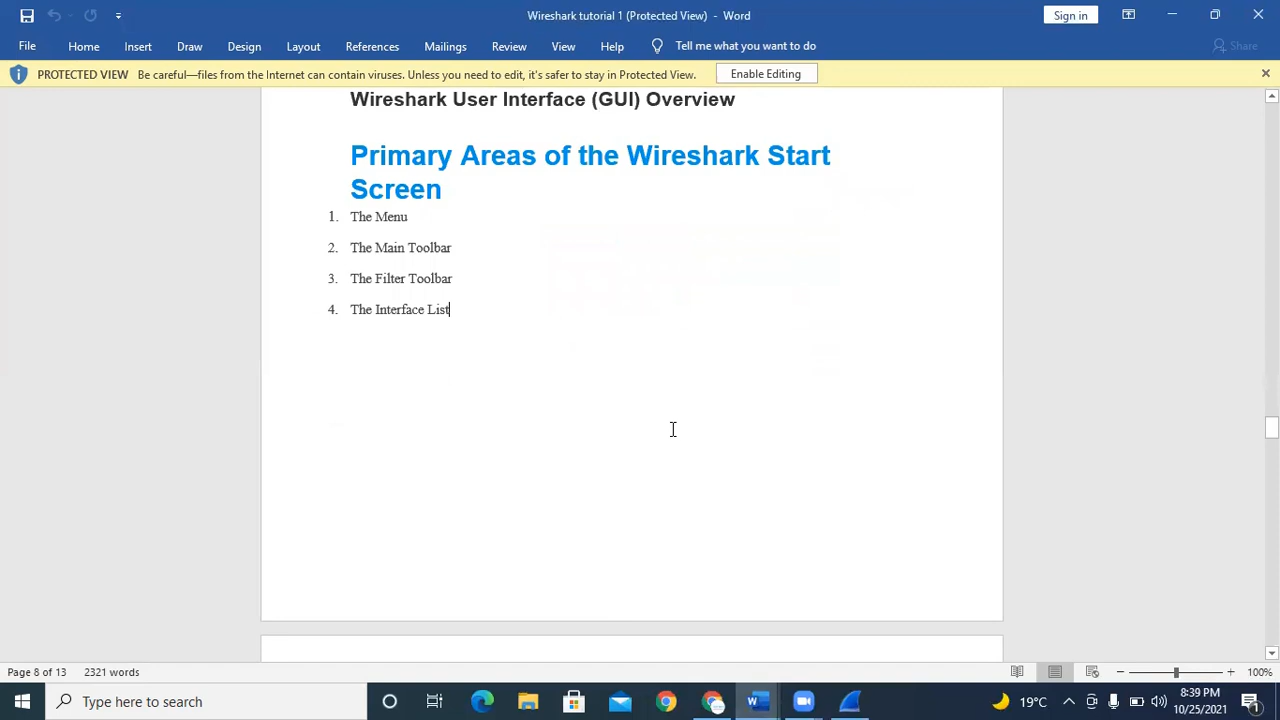 Wireshark tutorial 1 (Protected View) - Word
Sign in
File Home Insert Draw Design Layout References Mailings Review View Help Tell me what you want to do Share
PROTECTED VIEW Be careful—files from the Internet can contain viruses. Unless you need to edit, it's safer to stay in Protected View. Enable Editing
Wireshark User Interface (GUI) Overview
Primary Areas of the Wireshark Start
Screen
1. The Menu
2. The Main Toolbar
3. The Filter Toolbar
4. The Interface List
Page 8 of 13 2321 words 100%
Type here to search 19°C 8:39 PM
10/25/2021 1